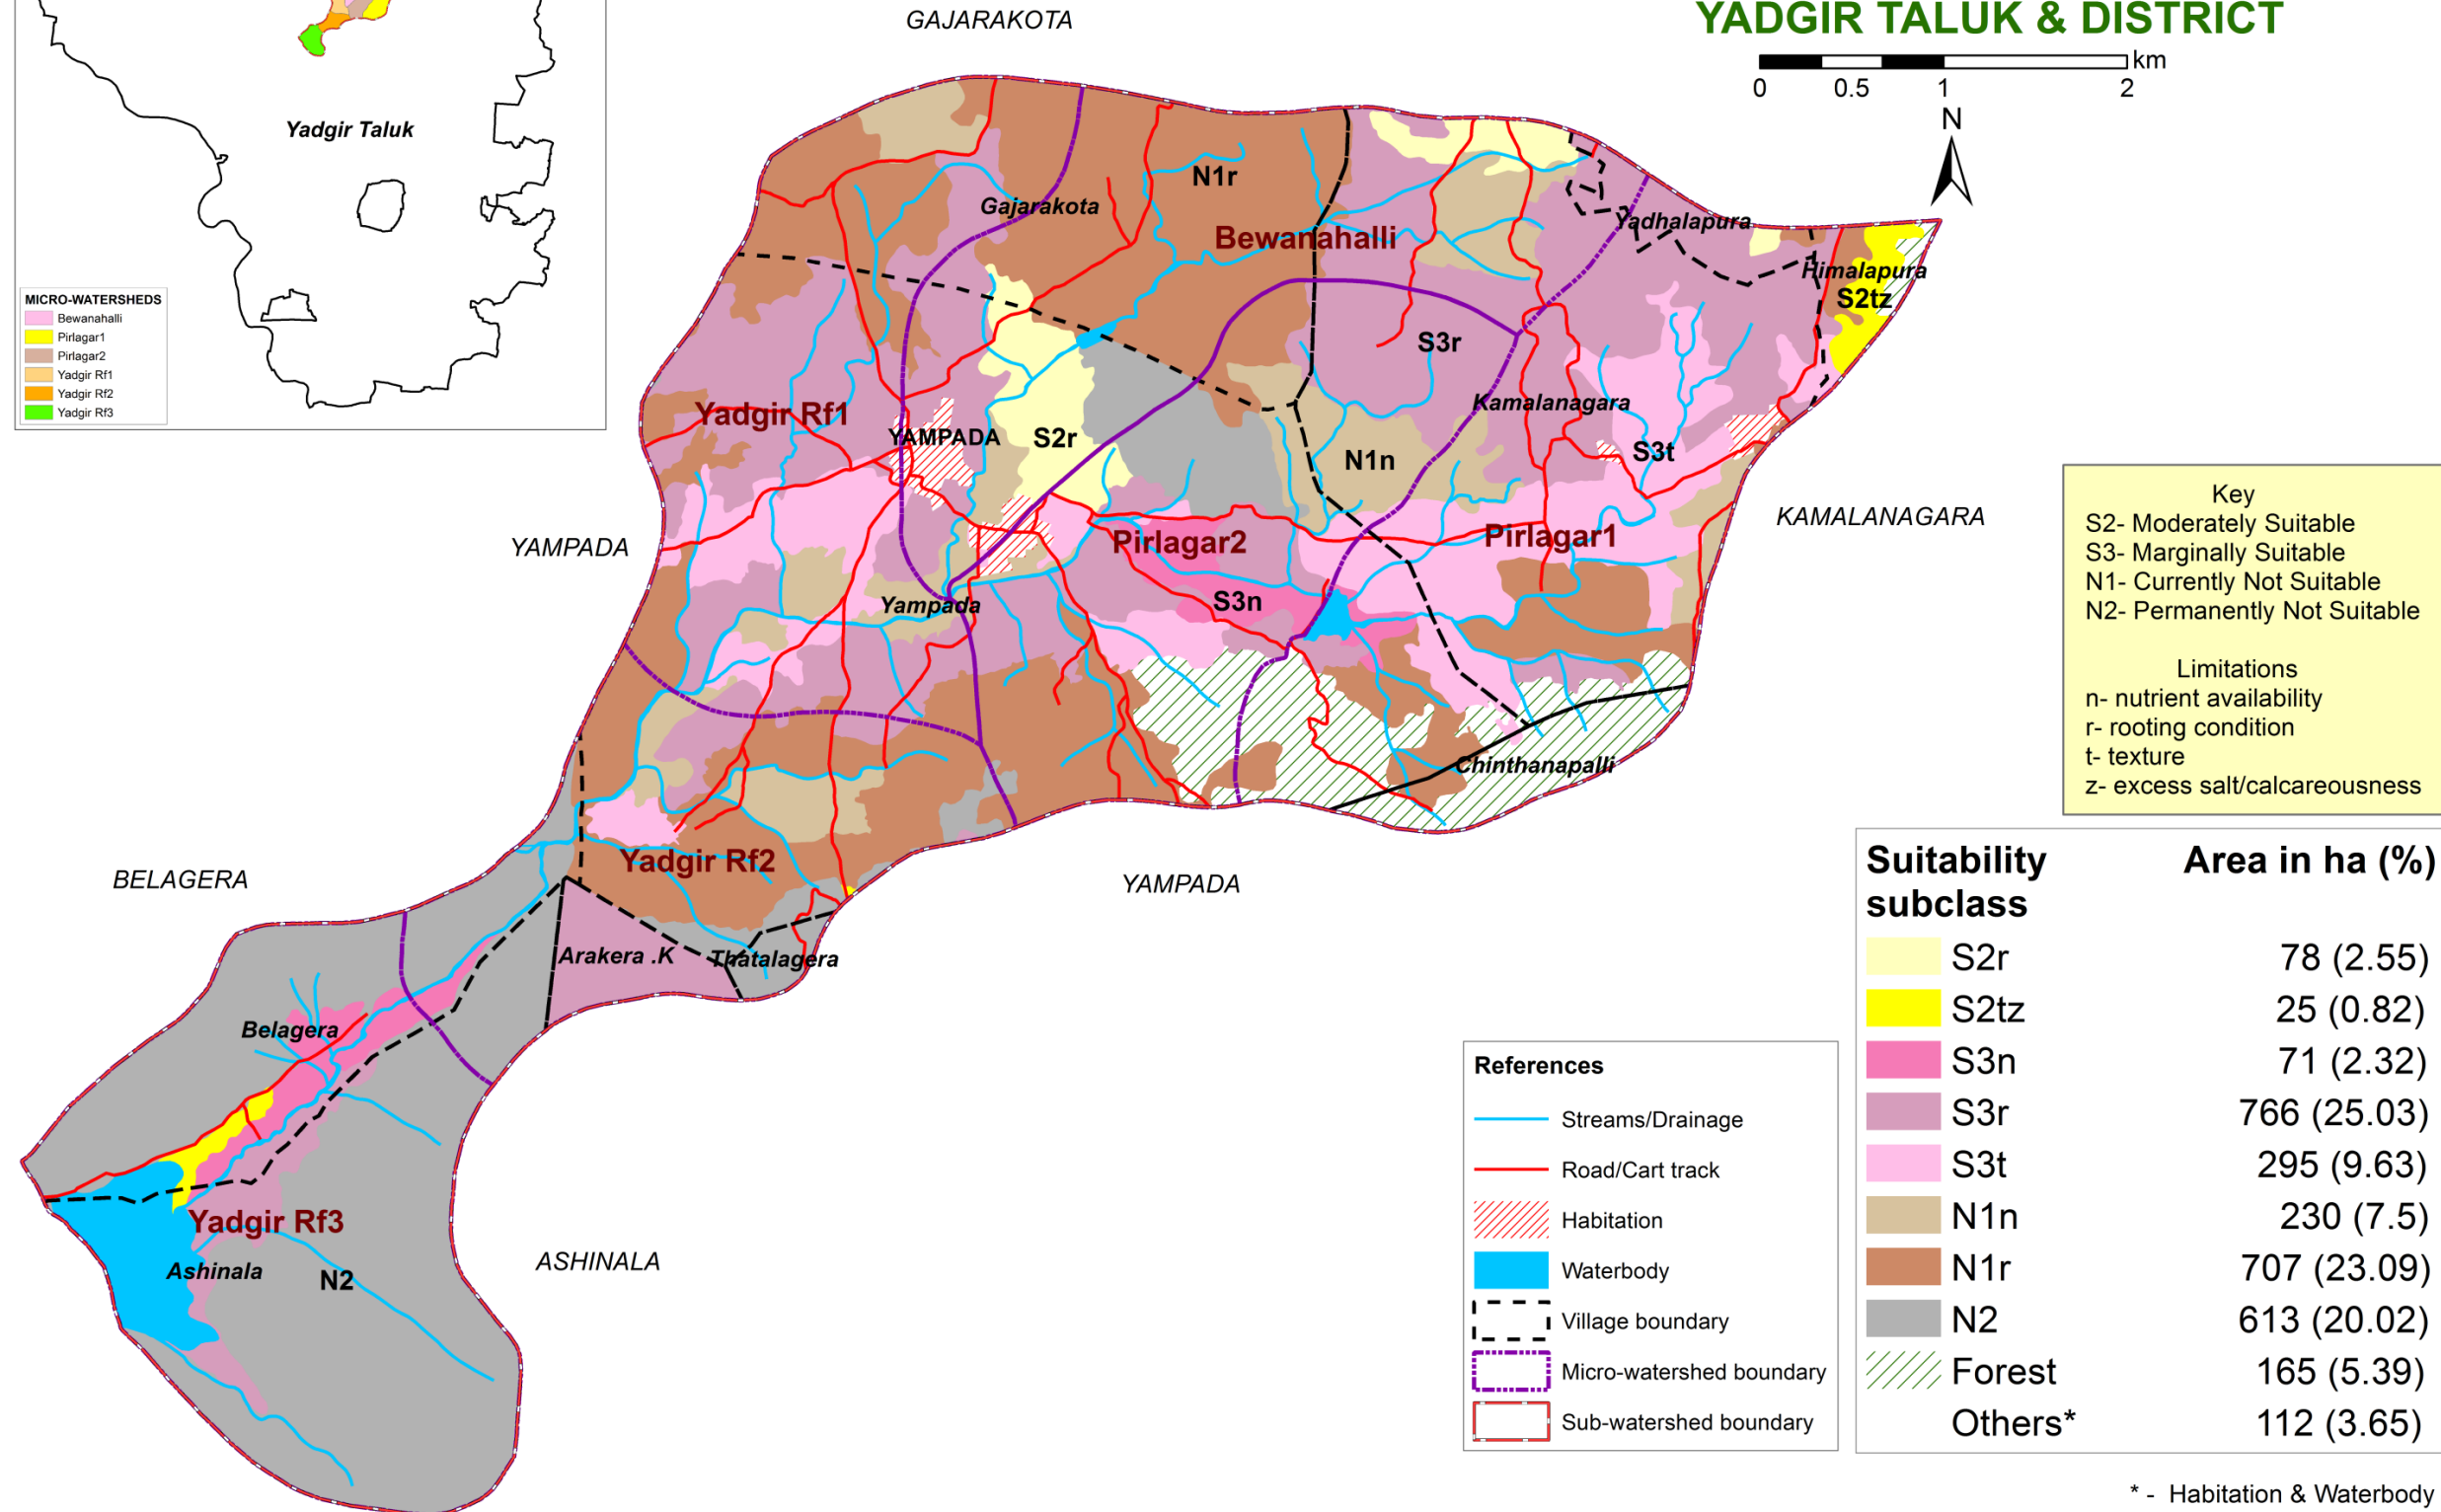 GAJARAKOTA
YADGIR TALUK & DISTRICT
km
0 0.5 1 2
N
Yadgir Taluk
MICRO-WATERSHEDS
Bewanahalli
Pirlagar1
Pirlagar2
Yadgir Rf1
Yadgir Rf2
Yadgir Rf3
N1r
Gajarakota
Bewanahalli
Yadhalapura
Himalapura
S2tz
S3r
Kamalanagara
Yadgir Rf1
YAMPADA
S2r
N1n
S3t
YAMPADA
Pirlagar2
Pirlagar1
KAMALANAGARA
Yampada
S3n
Chinthanapalli
Yadgir Rf2
BELAGERA
YAMPADA
Arakera .K
Thatalagera
Belagera
Yadgir Rf3
Ashinala
N2
ASHINALA
Key
S2- Moderately Suitable
S3- Marginally Suitable
N1- Currently Not Suitable
N2- Permanently Not Suitable
Limitations
n- nutrient availability
r- rooting condition
t- texture
z- excess salt/calcareousness
Suitability subclass Area in ha (%)
S2r 78 (2.55)
S2tz 25 (0.82)
S3n 71 (2.32)
S3r 766 (25.03)
S3t 295 (9.63)
N1n 230 (7.5)
N1r 707 (23.09)
N2 613 (20.02)
Forest 165 (5.39)
Others* 112 (3.65)
References
Streams/Drainage
Road/Cart track
Habitation
Waterbody
Village boundary
Micro-watershed boundary
Sub-watershed boundary
* - Habitation & Waterbody